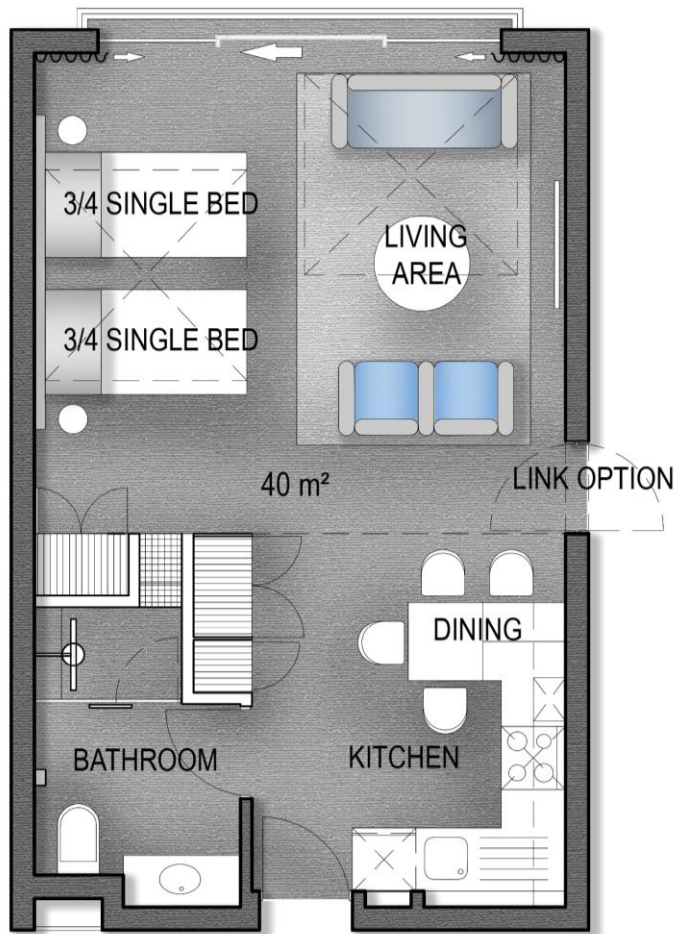 3/4 SINGLE BED
LIVING
AREA
3/4 SINGLE BED
40 m²
LINK OPTION
DINING
BATHROOM
KITCHEN